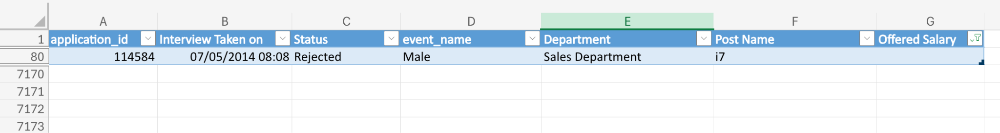 A B C D E F G
1 application_id Interview Taken on Status event_name Department Post Name Offered Salary
80 114584 07/05/2014 08:08 Rejected Male Sales Department i7
7170
7171
7172
7173